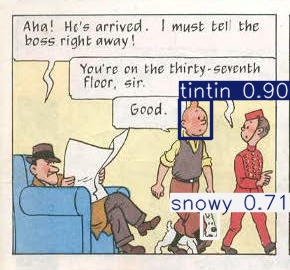 Aha! He's arrived. I must tell the
boss right away!
You're on the thirty-seventh
floor, sir.
tintin 0.90
Good.
snowy 0.71